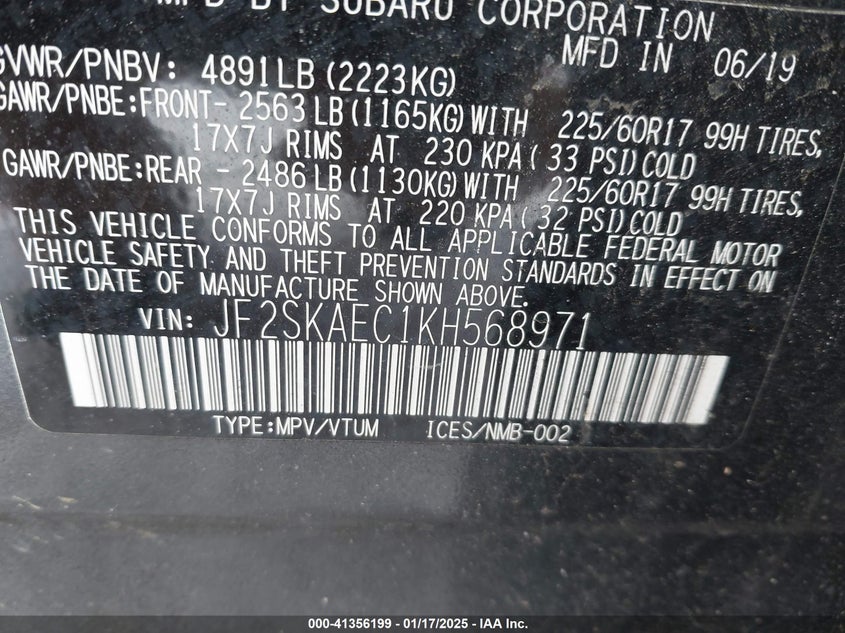 MFD BY SUBARU CORPORATION
MFD IN 06/19
GVWR/PNBV: 4891LB (2223KG)
GAWR/PNBE:FRONT- 2563LB (1165KG) WITH 225/60R17 99H TIRES,
17X7J RIMS AT 230 KPA ( 33 PSI) COLD
GAWR/PNBE:REAR - 2486LB (1130KG) WITH 225/60R17 99H TIRES,
17X7J RIMS AT 220 KPA ( 32 PSI) COLD
THIS VEHICLE CONFORMS TO ALL APPLICABLE FEDERAL MOTOR
VEHICLE SAFETY AND THEFT PREVENTION STANDARDS IN EFFECT ON
THE DATE OF MANUFACTURE SHOWN ABOVE.
VIN: JF2SKAEC1KH568971
TYPE:MPV/VTUM ICES/NMB-002
000-41356199 - 01/17/2025 - IAA Inc.